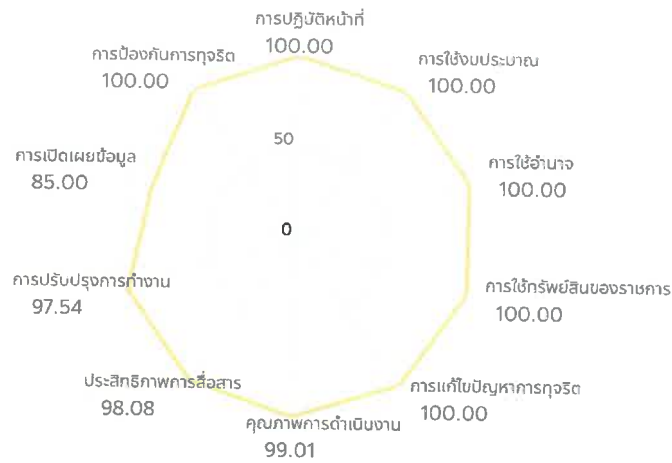 การปฏิบัติหน้าที่
100.00
การป้องกันการทุจริต
100.00
การใช้งบประมาณ
100.00
50
การเปิดเผยข้อมูล
85.00
การใช้อำนาจ
100.00
0
การปรับปรุงการทำงาน
97.54
การใช้ทรัพย์สินของราชการ
100.00
ประสิทธิภาพการสื่อสาร
98.08
การแก้ไขปัญหาการทุจริต
100.00
คุณภาพการดำเนินงาน
99.01